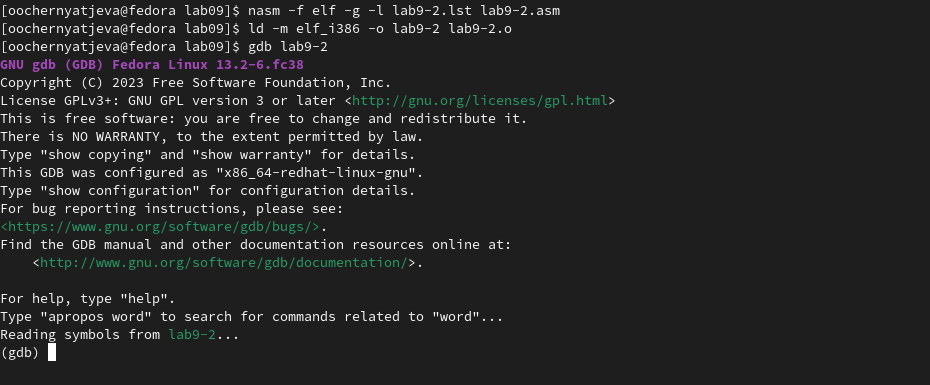 [oochernyatjeva@fedora lab09]$ nasm -f elf -g -l lab9-2.lst lab9-2.asm
[oochernyatjeva@fedora lab09]$ ld -m elf_i386 -o lab9-2 lab9-2.o
[oochernyatjeva@fedora lab09]$ gdb lab9-2
GNU gdb (GDB) Fedora Linux 13.2-6.fc38
Copyright (C) 2023 Free Software Foundation, Inc.
License GPLv3+: GNU GPL version 3 or later <http://gnu.org/licenses/gpl.html>
This is free software: you are free to change and redistribute it.
There is NO WARRANTY, to the extent permitted by law.
Type "show copying" and "show warranty" for details.
This GDB was configured as "x86_64-redhat-linux-gnu".
Type "show configuration" for configuration details.
For bug reporting instructions, please see:
<https://www.gnu.org/software/gdb/bugs/>.
Find the GDB manual and other documentation resources online at:
    <http://www.gnu.org/software/gdb/documentation/>.

For help, type "help".
Type "apropos word" to search for commands related to "word"...
Reading symbols from lab9-2...
(gdb)